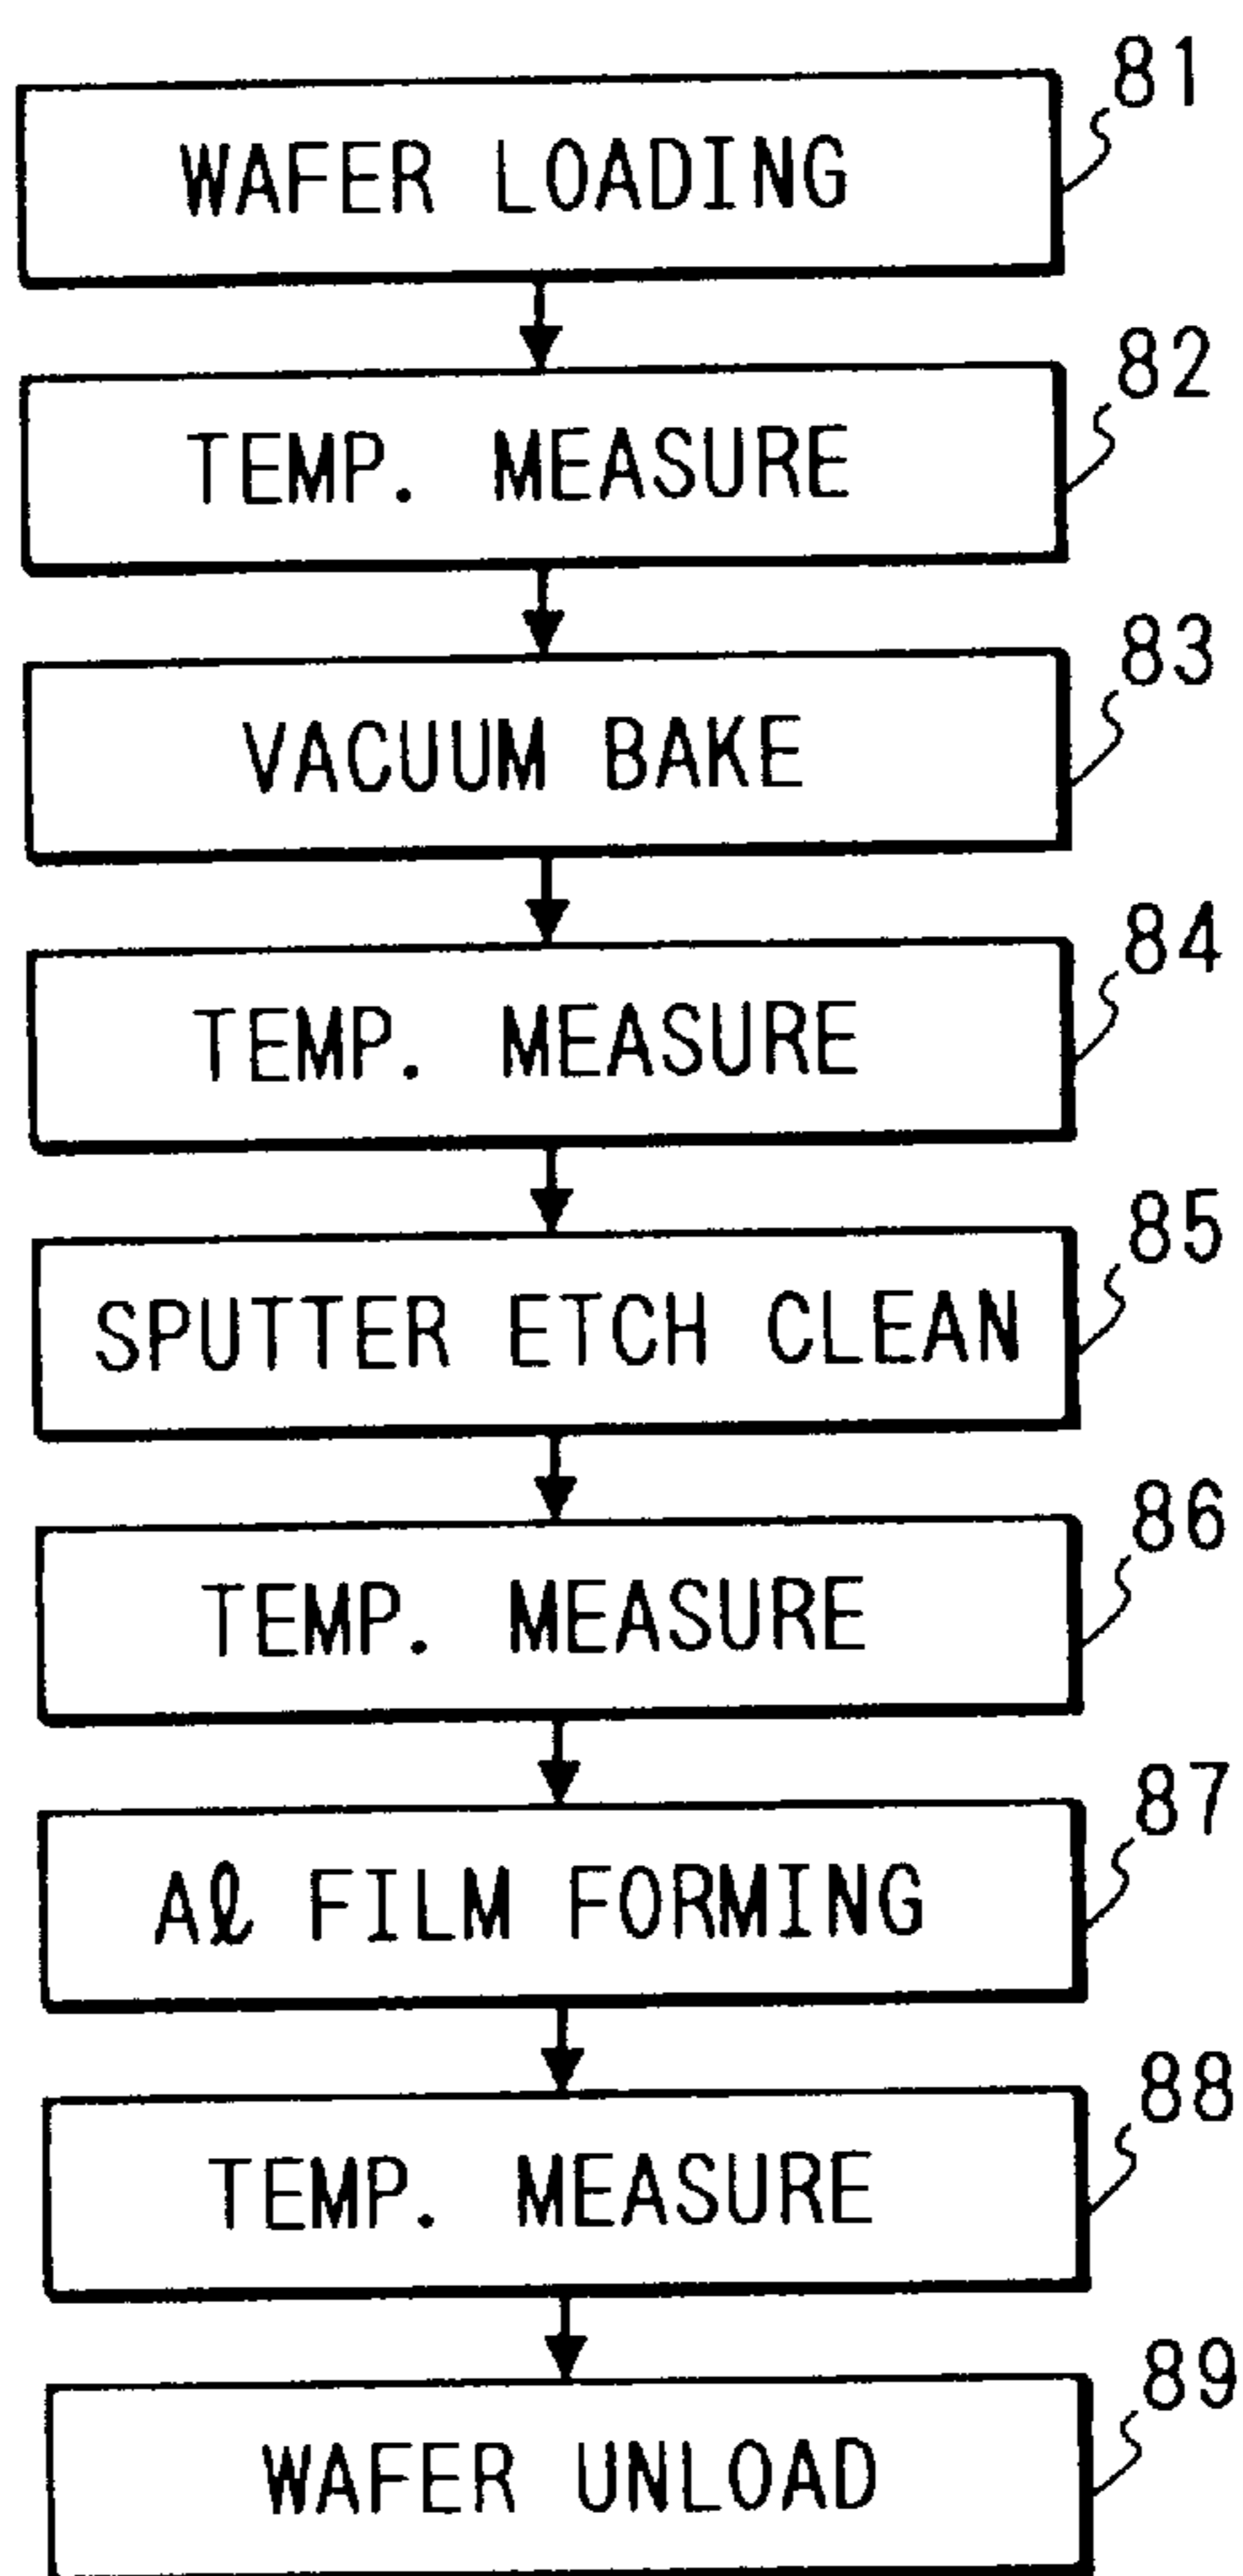 81
WAFER LOADING
82
TEMP. MEASURE
83
VACUUM BAKE
84
TEMP. MEASURE
85
SPUTTER ETCH CLEAN
86
TEMP. MEASURE
87
Aℓ FILM FORMING
88
TEMP. MEASURE
89
WAFER UNLOAD